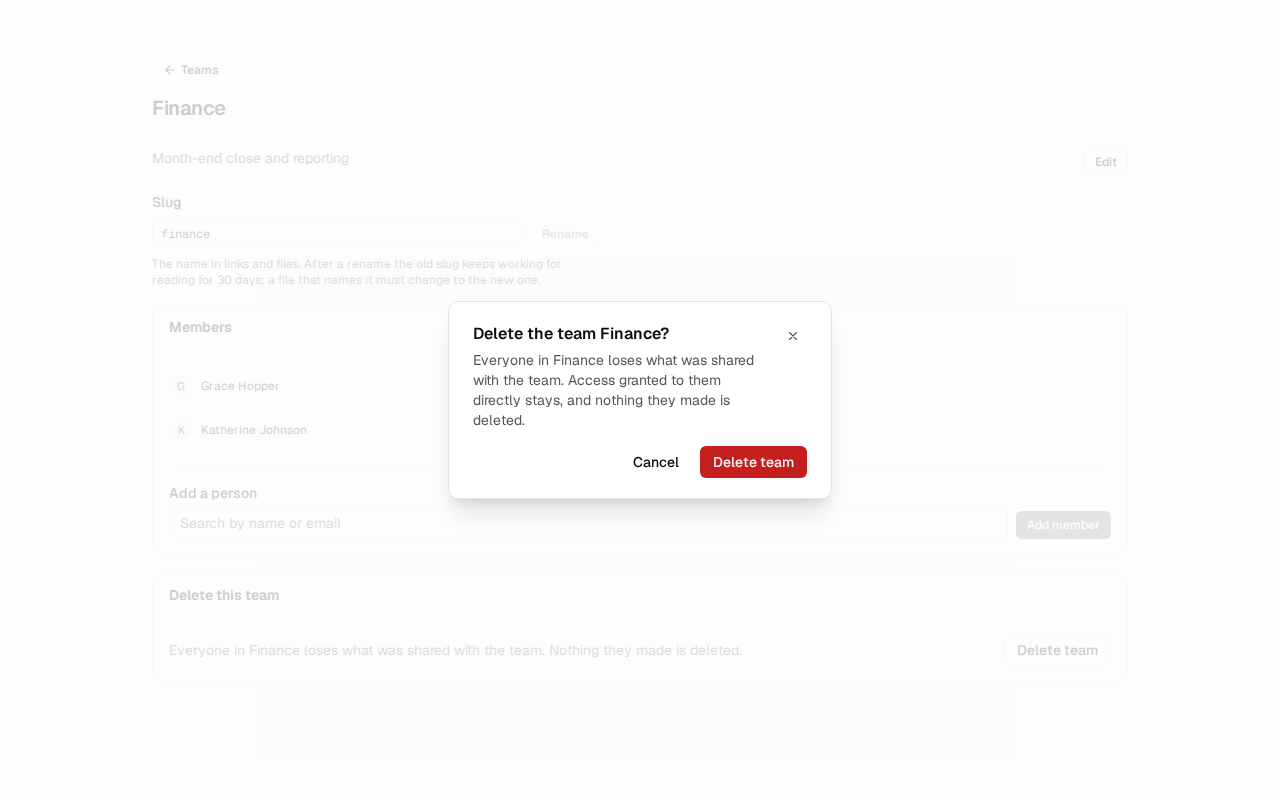 Teams
Finance
Month-end close and reporting
Edit
Slug
finance
Rename
The name in links and files. After a rename the old slug keeps working for
reading for 30 days; a file that names it must change to the new one.
Members
G
Grace Hopper
K
Katherine Johnson
Add a person
Search by name or email
Add member
Delete this team
Everyone in Finance loses what was shared with the team. Nothing they made is deleted.
Delete team
Delete the team Finance?
Everyone in Finance loses what was shared
with the team. Access granted to them
directly stays, and nothing they made is
deleted.
Cancel
Delete team